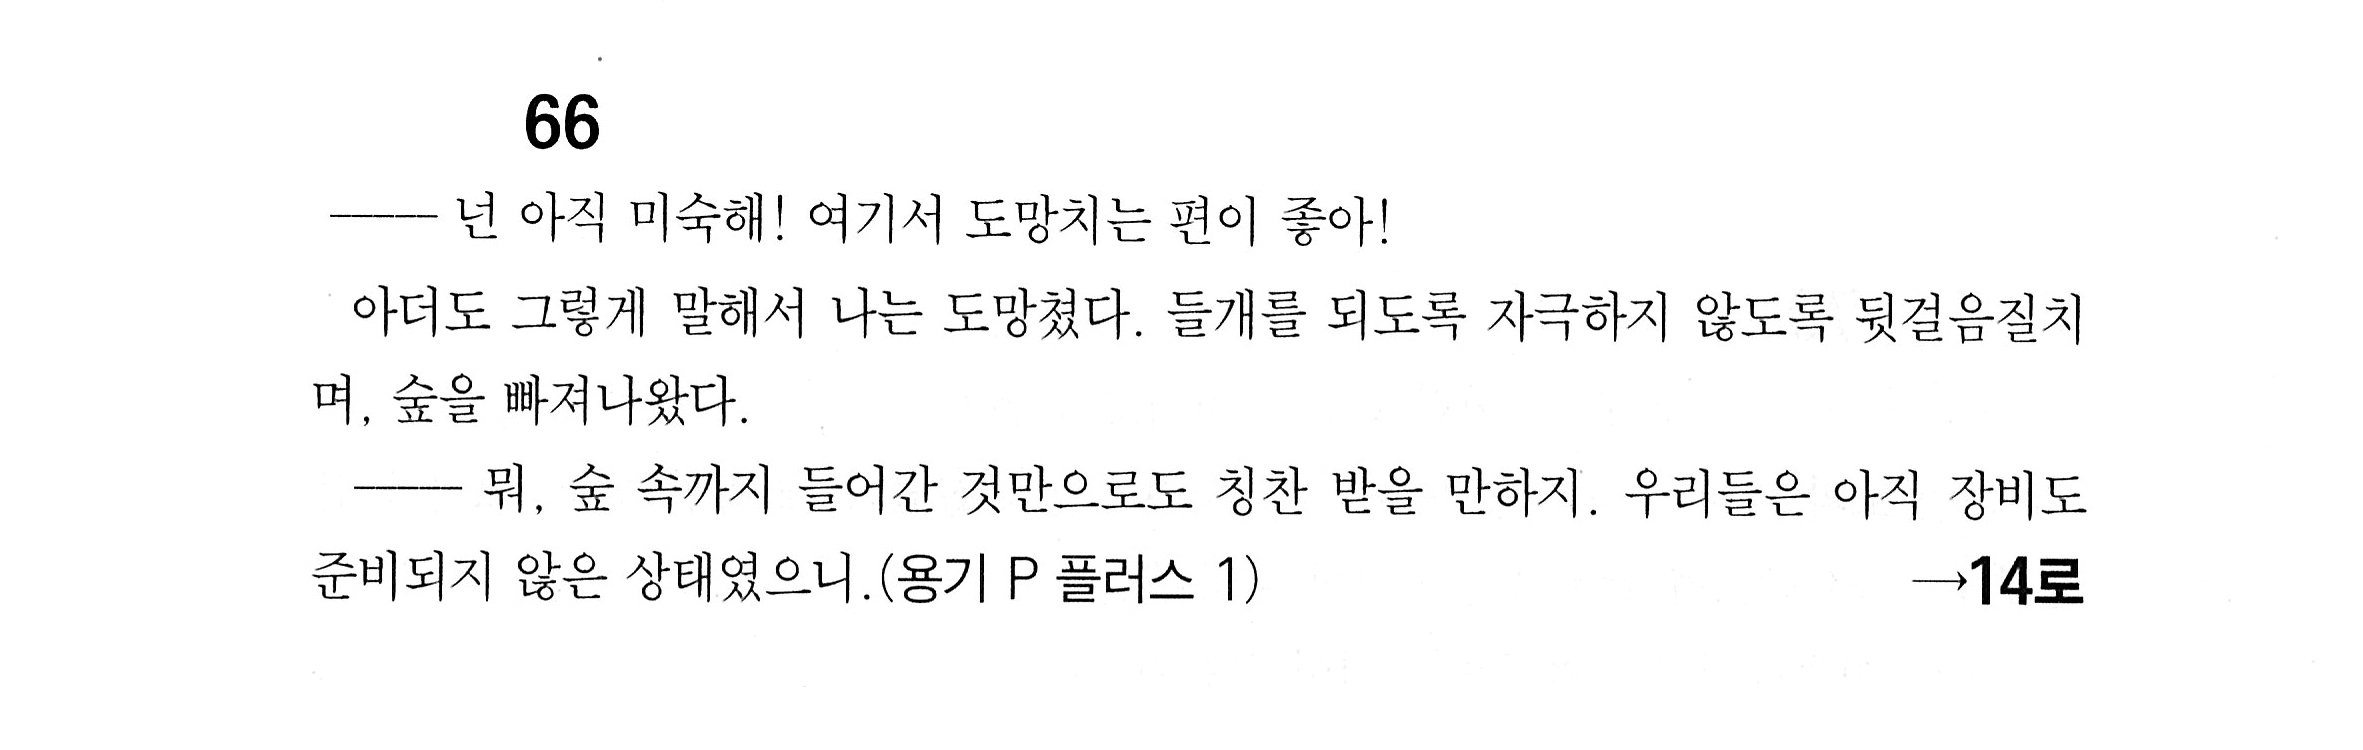 66
—— 넌 아직 미숙해! 여기서 도망치는 편이 좋아!
아더도 그렇게 말해서 나는 도망쳤다. 들개를 되도록 자극하지 않도록 뒷걸음질치
며, 숲을 빠져나왔다.
—— 뭐, 숲 속까지 들어간 것만으로도 칭찬 받을 만하지. 우리들은 아직 장비도
준비되지 않은 상태였으니.(용기 P 플러스 1) →14로